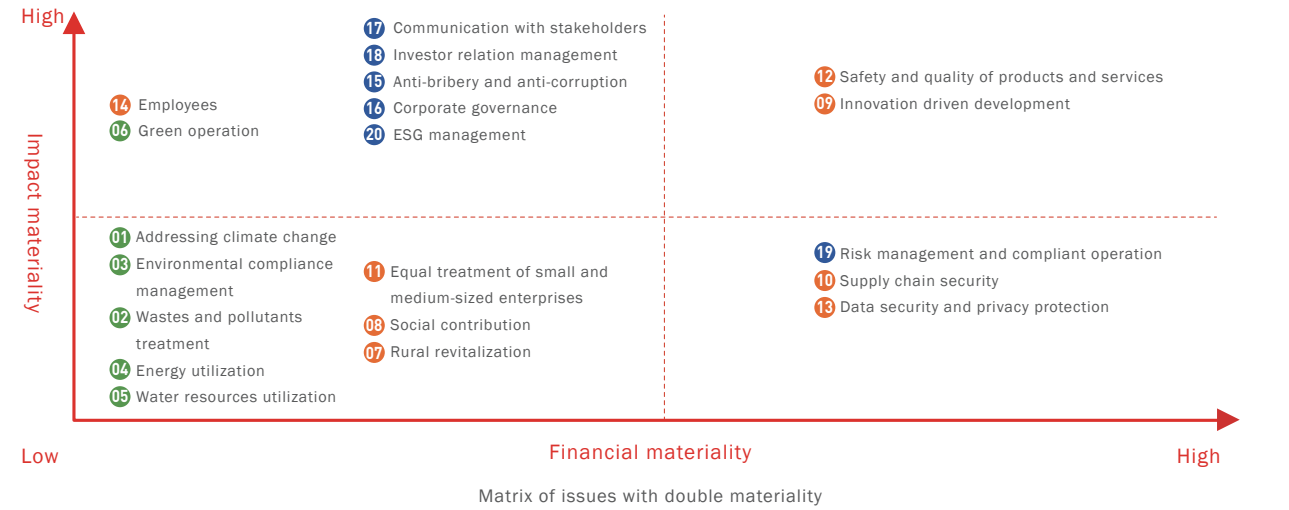 High
Impact materiality
14 Employees
06 Green operation
17 Communication with stakeholders
18 Investor relation management
15 Anti-bribery and anti-corruption
16 Corporate governance
20 ESG management
12 Safety and quality of products and services
09 Innovation driven development
01 Addressing climate change
03 Environmental compliance
management
02 Wastes and pollutants
treatment
04 Energy utilization
05 Water resources utilization
11 Equal treatment of small and
medium-sized enterprises
08 Social contribution
07 Rural revitalization
19 Risk management and compliant operation
10 Supply chain security
13 Data security and privacy protection
Low
Financial materiality
High
Matrix of issues with double materiality